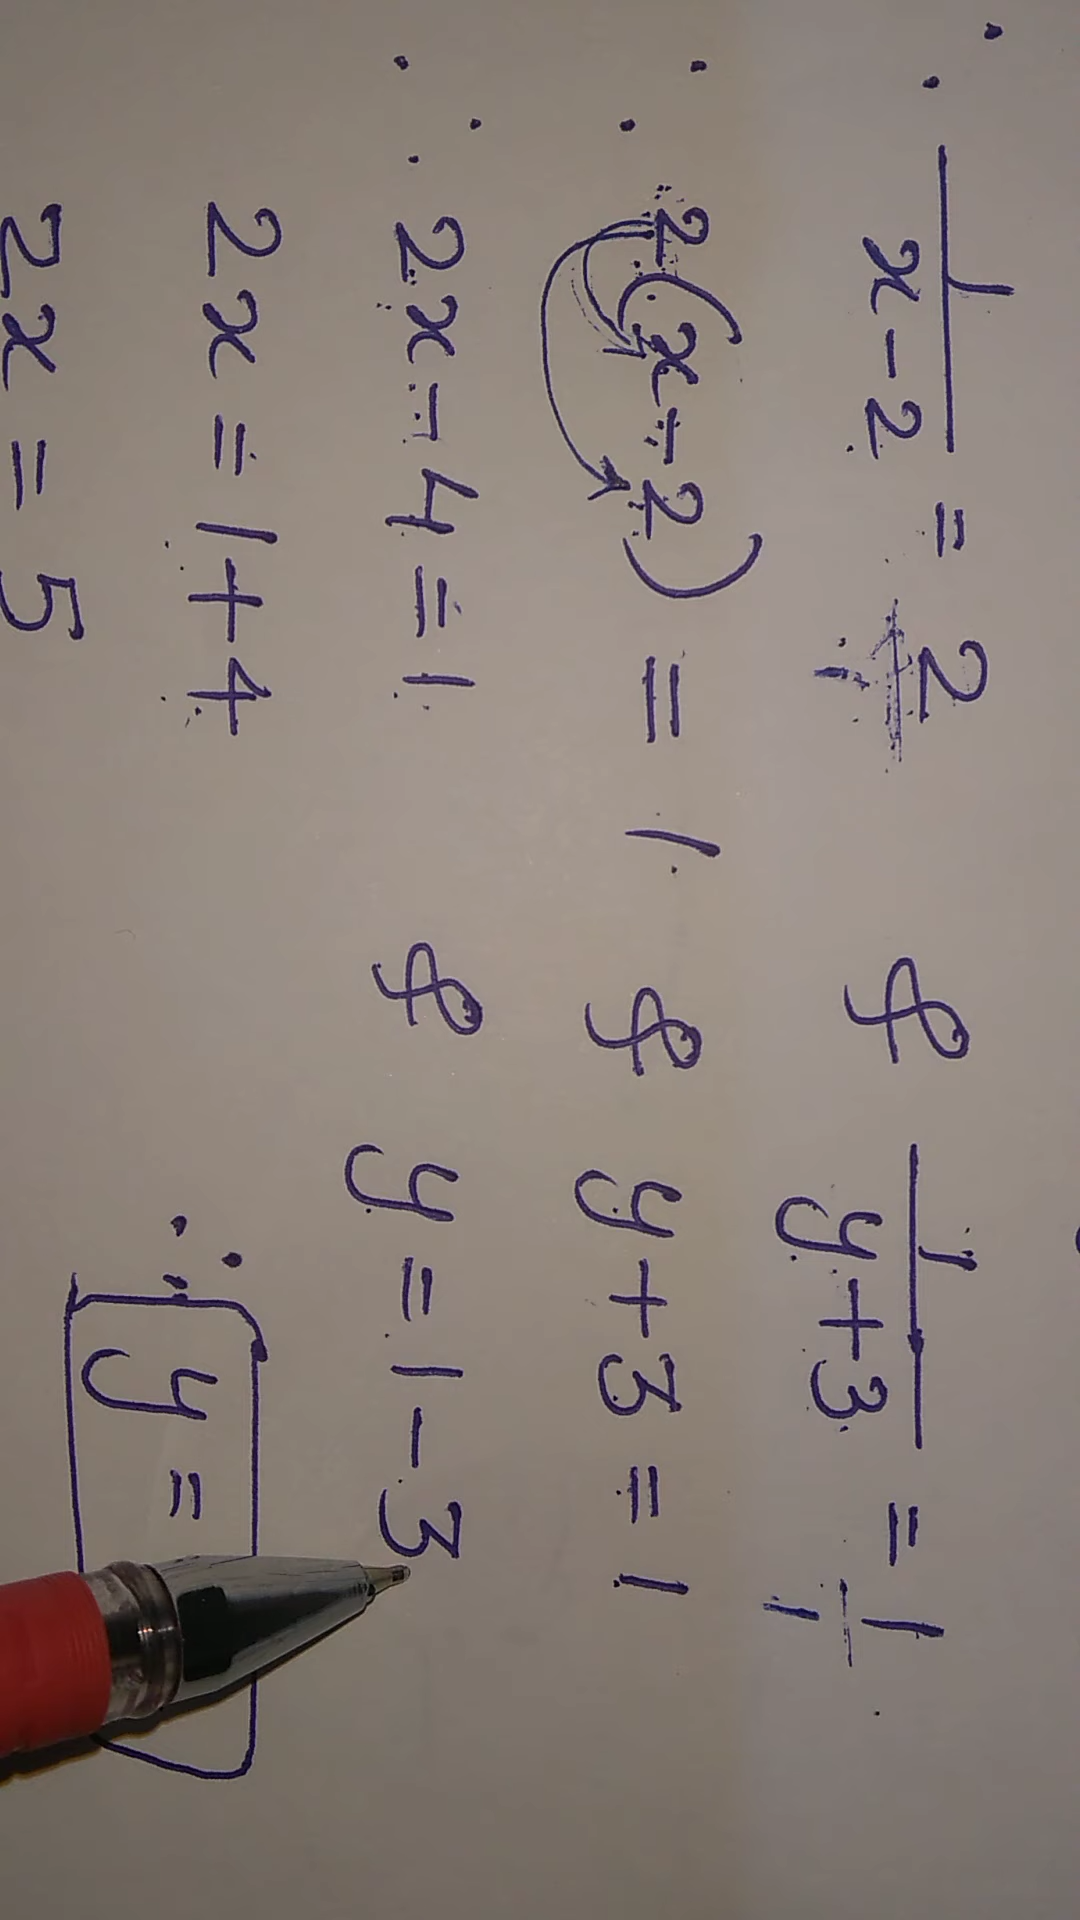 ∴ 1/(x-2) = 2/1 & 1/(y+3) = 1/1
∴ 2(x-2) = 1 & y+3 = 1
∴ 2x-4 = 1 & y = 1-3
2x = 1+4 ∴ y =
2x = 5